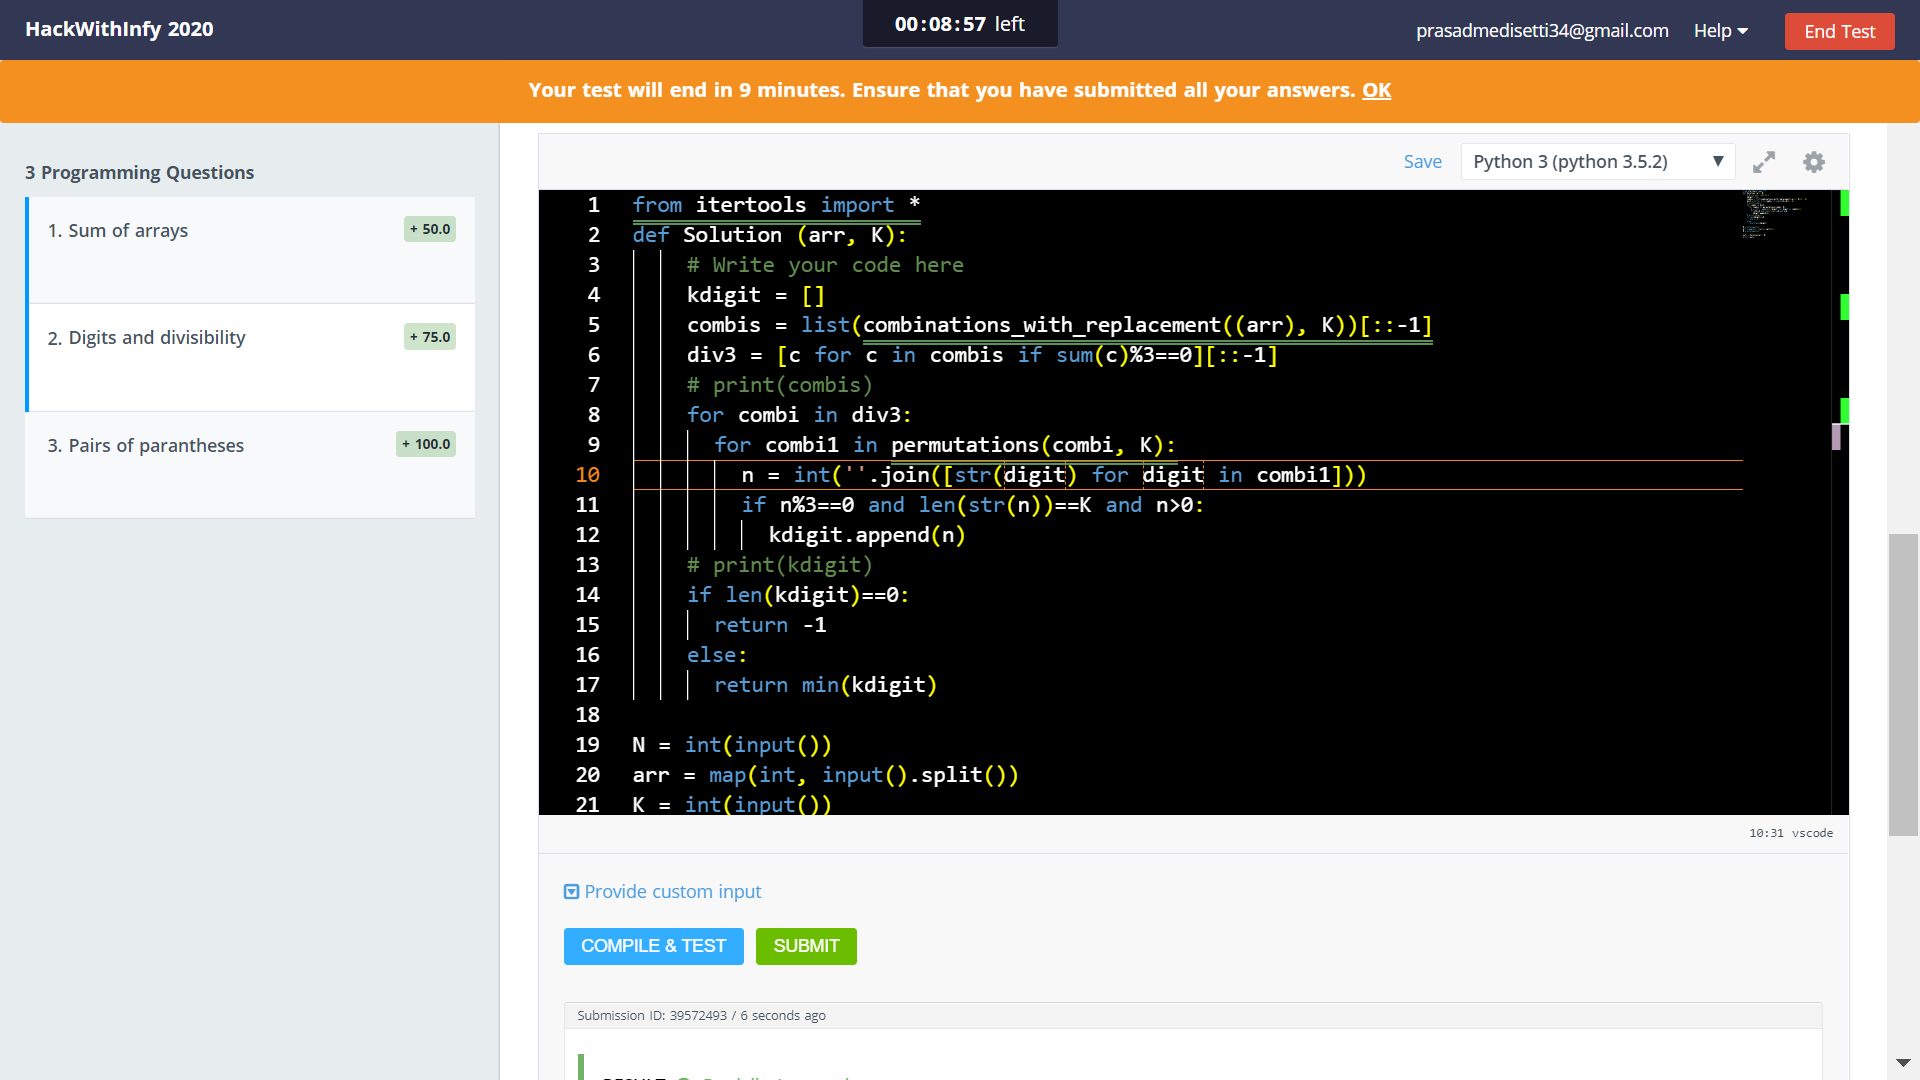 HackWithInfy 2020
00:08:57 left
prasadmedisetti34@gmail.com
Help
End Test
Your test will end in 9 minutes. Ensure that you have submitted all your answers. OK
3 Programming Questions
1. Sum of arrays
+ 50.0
2. Digits and divisibility
+ 75.0
3. Pairs of parantheses
+ 100.0
Save
Python 3 (python 3.5.2)
1 from itertools import *
2 def Solution (arr, K):
3 # Write your code here
4 kdigit = []
5 combis = list(combinations_with_replacement((arr), K))[::-1]
6 div3 = [c for c in combis if sum(c)%3==0][::-1]
7 # print(combis)
8 for combi in div3:
9 for combi1 in permutations(combi, K):
10 n = int(''.join([str(digit) for digit in combi1]))
11 if n%3==0 and len(str(n))==K and n>0:
12 kdigit.append(n)
13 # print(kdigit)
14 if len(kdigit)==0:
15 return -1
16 else:
17 return min(kdigit)
18
19 N = int(input())
20 arr = map(int, input().split())
21 K = int(input())
10:31 vscode
Provide custom input
COMPILE & TEST
SUBMIT
Submission ID: 39572493 / 6 seconds ago